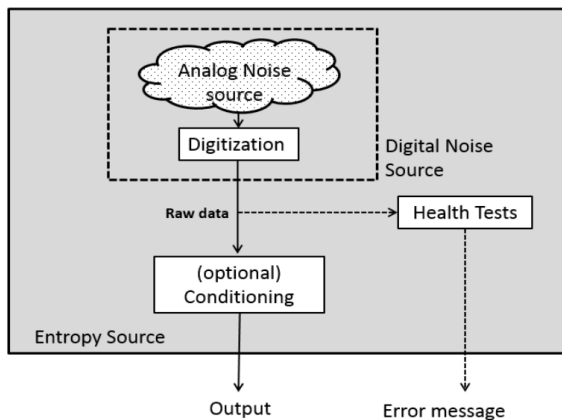 Analog Noise
source
Digitization
Digital Noise
Source
Raw data
Health Tests
(optional)
Conditioning
Entropy Source
Output
Error message